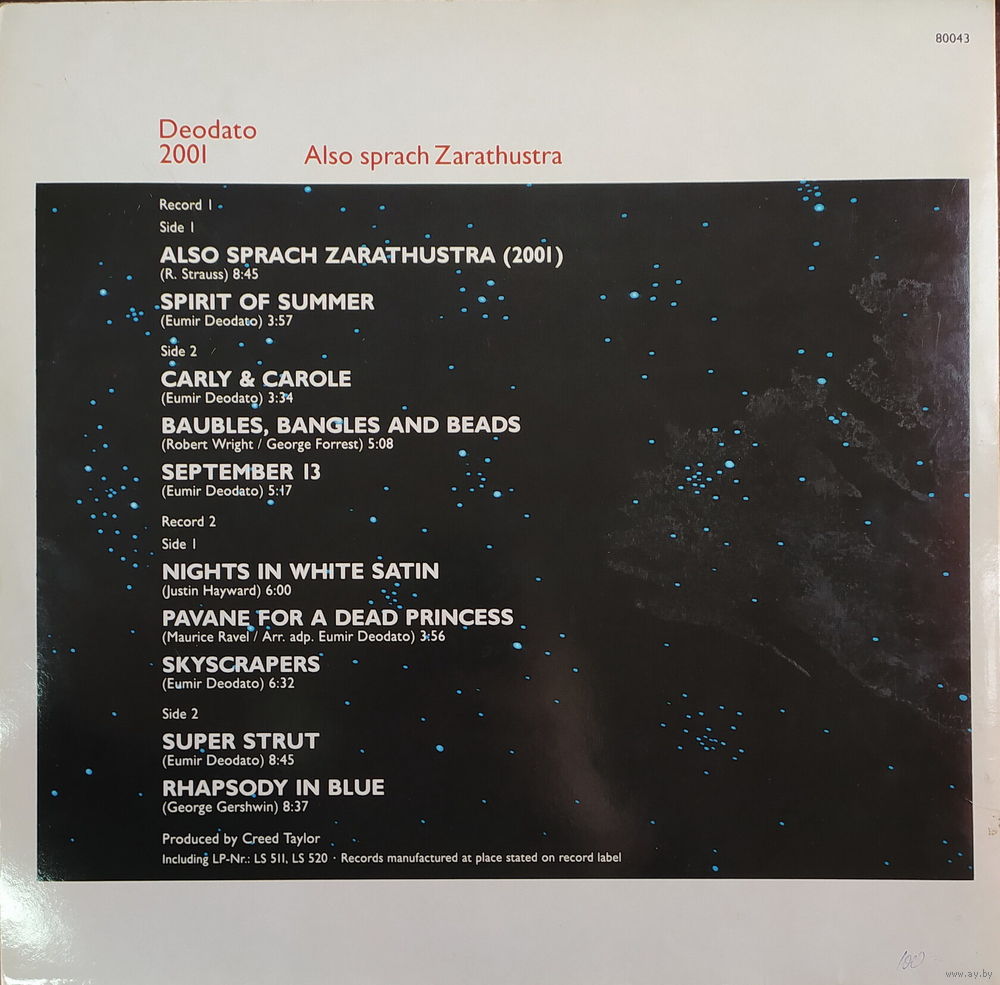 80043
Deodato
2001 Also sprach Zarathustra
Record 1
Side 1
ALSO SPRACH ZARATHUSTRA (2001)
(R. Strauss) 8:45
SPIRIT OF SUMMER
(Eumir Deodato) 3:57
Side 2
CARLY & CAROLE
(Eumir Deodato) 3:34
BAUBLES, BANGLES AND BEADS
(Robert Wright / George Forrest) 5:08
SEPTEMBER 13
(Eumir Deodato) 5:17
Record 2
Side 1
NIGHTS IN WHITE SATIN
(Justin Hayward) 6:00
PAVANE FOR A DEAD PRINCESS
(Maurice Ravel / Arr. adp. Eumir Deodato) 3:56
SKYSCRAPERS
(Eumir Deodato) 6:32
Side 2
SUPER STRUT
(Eumir Deodato) 8:45
RHAPSODY IN BLUE
(George Gershwin) 8:37
Produced by Creed Taylor
Including LP-Nr.: LS 511, LS 520 · Records manufactured at place stated on record label
www.ay.by